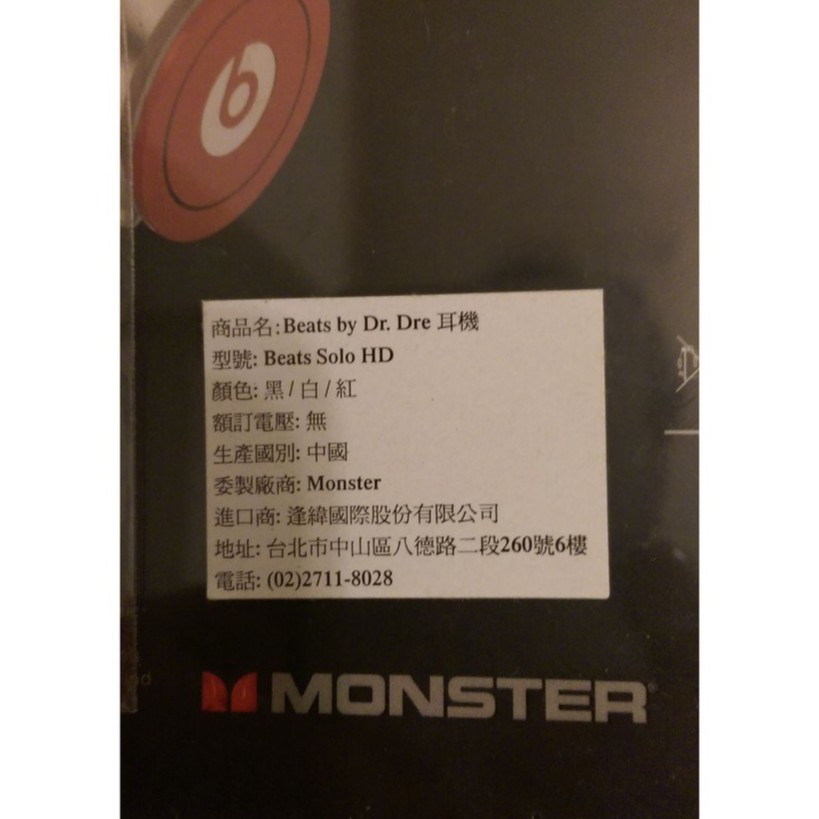 商品名:Beats by Dr. Dre 耳機
型號: Beats Solo HD
顏色: 黑 / 白 / 紅
額訂電壓: 無
生產國別: 中國
委製廠商: Monster
進口商: 逢緯國際股份有限公司
地址: 台北市中山區八德路二段260號6樓
電話: (02)2711-8028
MONSTER